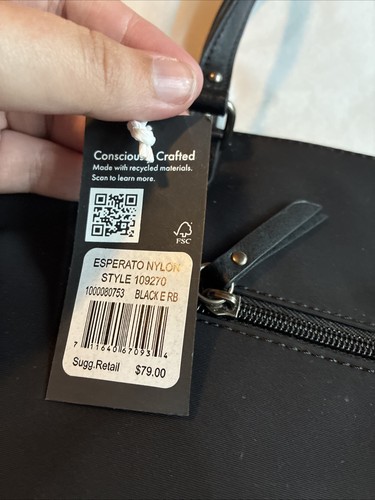 Consciously Crafted
Made with recycled materials.
Scan to learn more.
FSC
ESPERATO NYLON
STYLE 109270
1000080753 BLACK E RB
7 11640 67093 4
Sugg.Retail $79.00